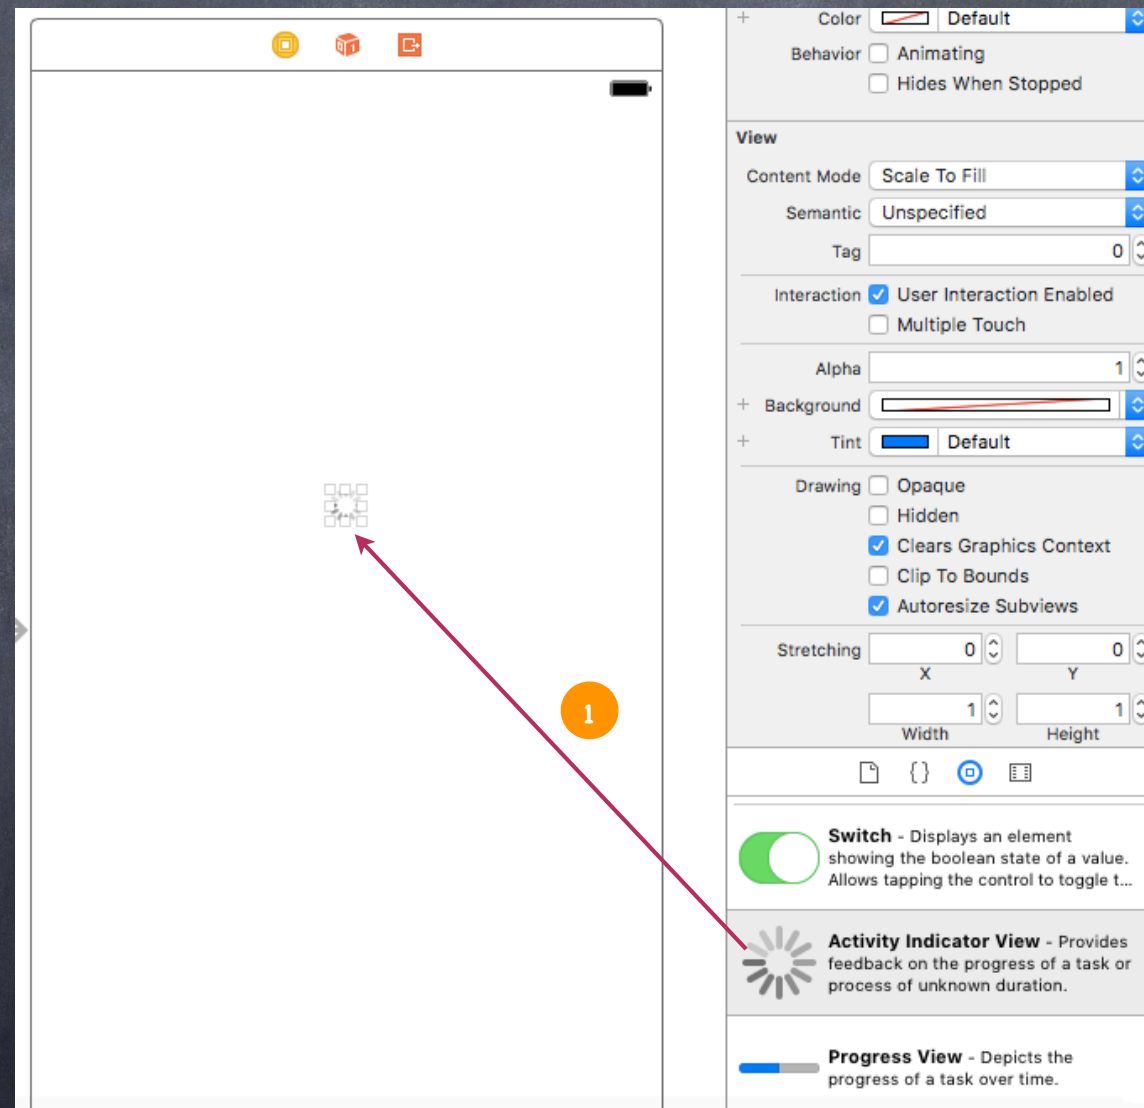 Color Default
Behavior Animating
Hides When Stopped
View
Content Mode Scale To Fill
Semantic Unspecified
Tag 0
Interaction User Interaction Enabled
Multiple Touch
Alpha 1
+ Background
+ Tint Default
Drawing Opaque
Hidden
Clears Graphics Context
Clip To Bounds
Autoresize Subviews
Stretching 0 0
X Y
1 1
Width Height
{}
1
Switch - Displays an element
showing the boolean state of a value.
Allows tapping the control to toggle t...
Activity Indicator View - Provides
feedback on the progress of a task or
process of unknown duration.
Progress View - Depicts the
progress of a task over time.